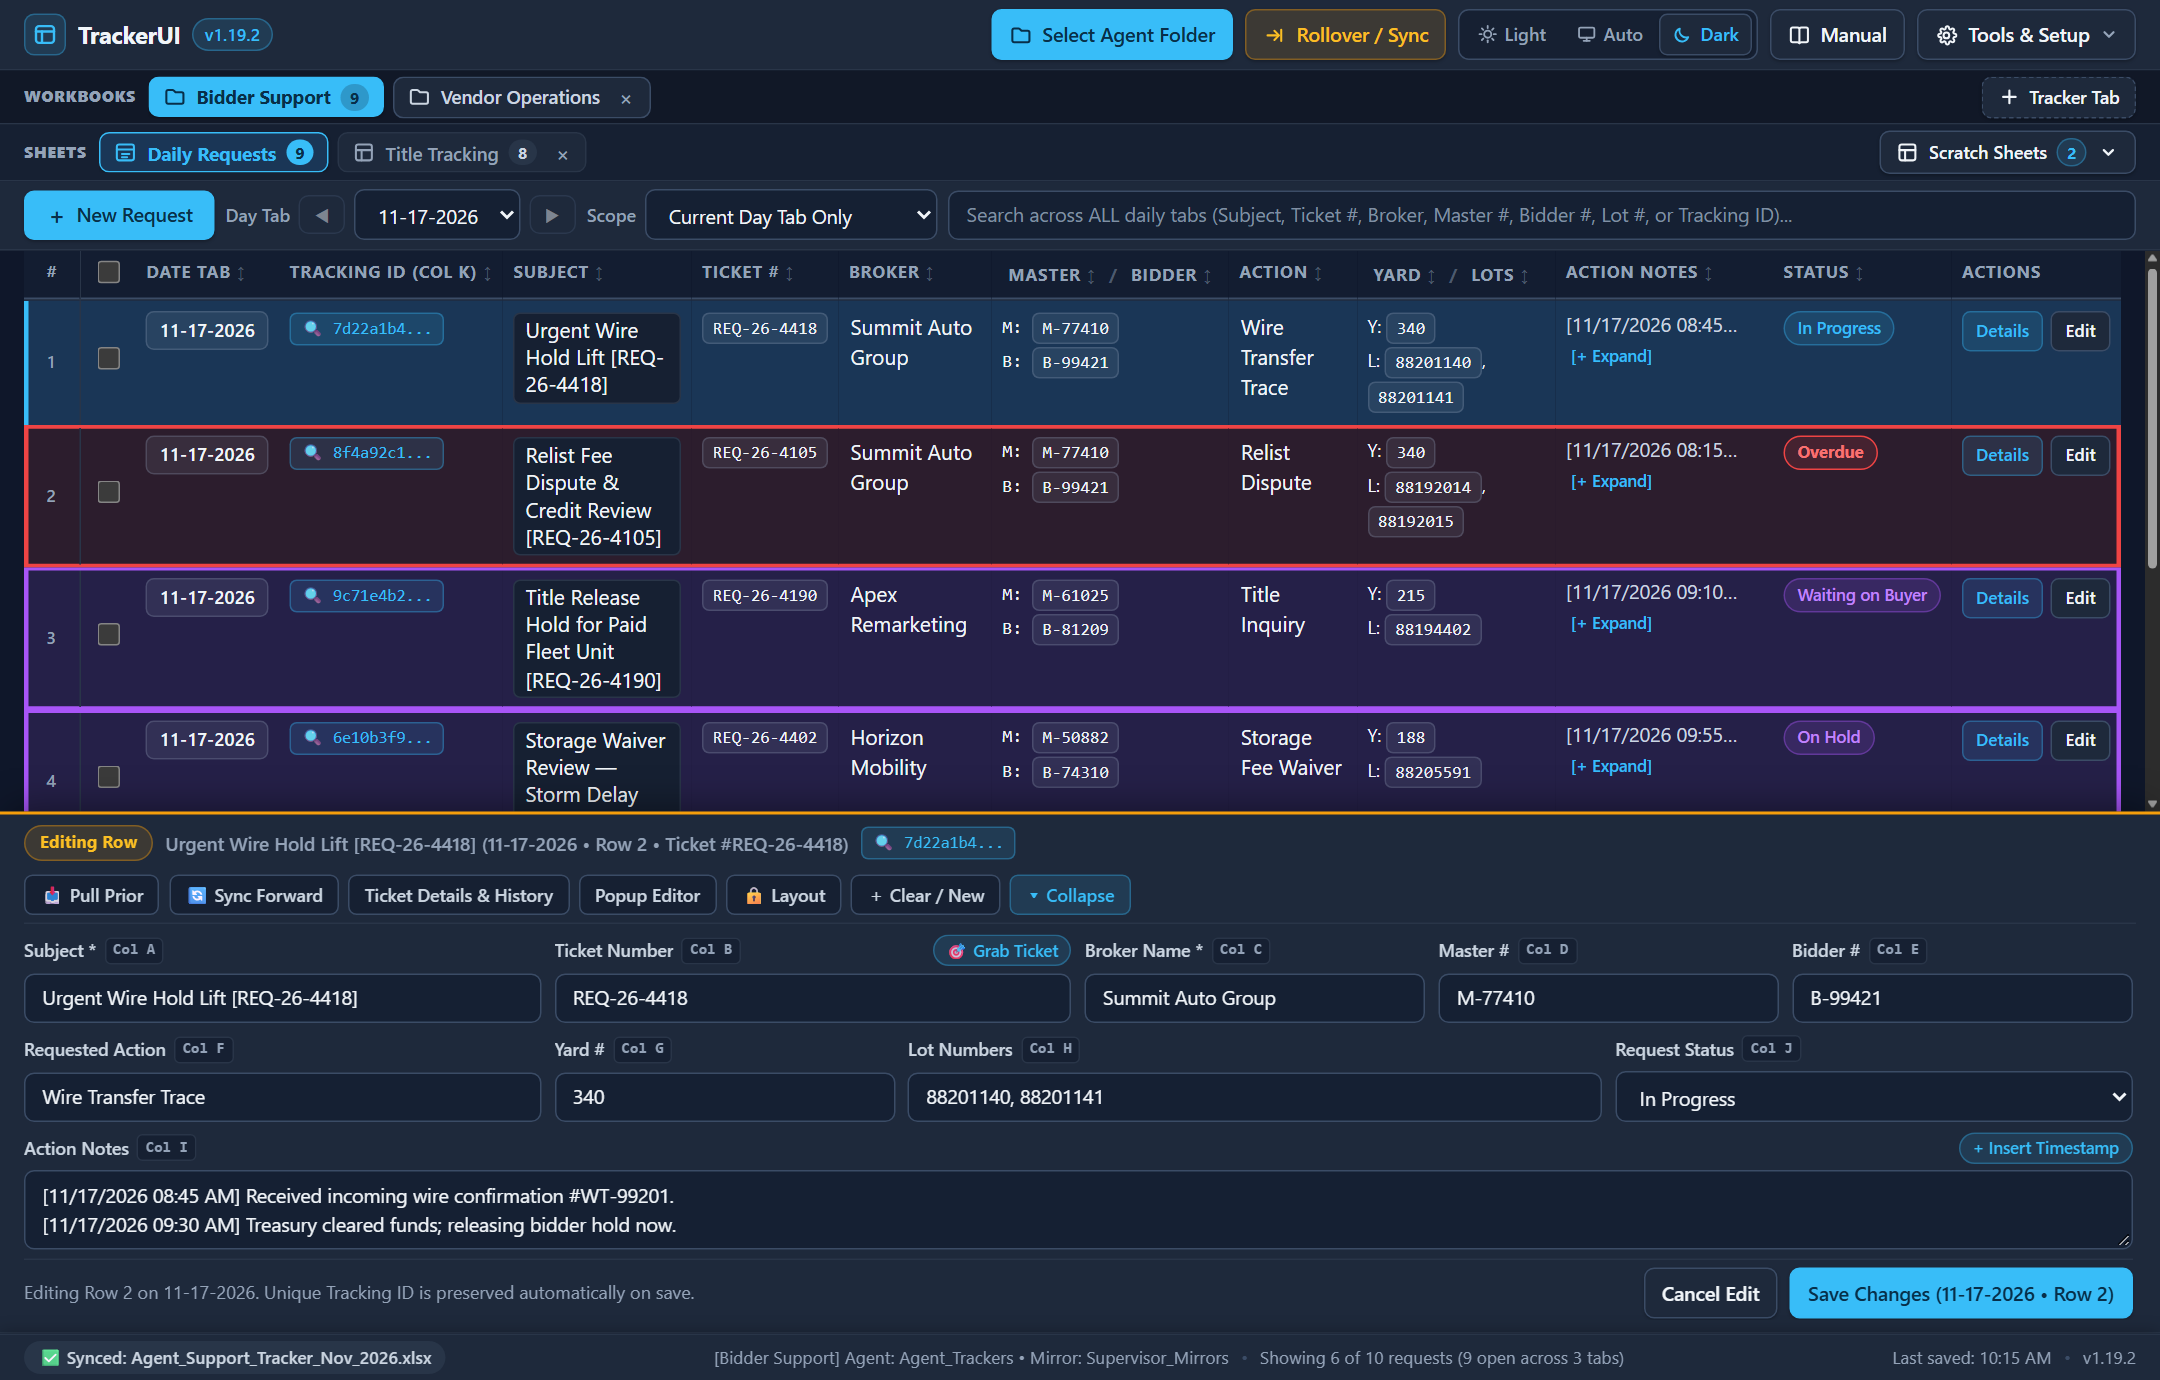 TrackerUI v1.19.2 Select Agent Folder Rollover / Sync Light Auto Dark Manual Tools & Setup
WORKBOOKS Bidder Support 9 Vendor Operations × + Tracker Tab
SHEETS Daily Requests 9 Title Tracking 8 × Scratch Sheets 2
+ New Request Day Tab ◀ 11-17-2026 ▶ Scope Current Day Tab Only Search across ALL daily tabs (Subject, Ticket #, Broker, Master #, Bidder #, Lot #, or Tracking ID)...
# DATE TAB ↕ TRACKING ID (COL K) ↕ SUBJECT ↕ TICKET # ↕ BROKER ↕ MASTER ↕ / BIDDER ↕ ACTION ↕ YARD ↕ / LOTS ↕ ACTION NOTES ↕ STATUS ↕ ACTIONS
1 11-17-2026 7d22a1b4...
Urgent Wire
Hold Lift [REQ-
26-4418]
REQ-26-4418
Summit Auto
Group
M: M-77410
B: B-99421
Wire
Transfer
Trace
Y: 340
L: 88201140,
88201141
[11/17/2026 08:45...
[+ Expand]
In Progress
Details Edit
2 11-17-2026 8f4a92c1...
Relist Fee
Dispute &
Credit Review
[REQ-26-4105]
REQ-26-4105
Summit Auto
Group
M: M-77410
B: B-99421
Relist
Dispute
Y: 340
L: 88192014,
88192015
[11/17/2026 08:15...
[+ Expand]
Overdue
Details Edit
3 11-17-2026 9c71e4b2...
Title Release
Hold for Paid
Fleet Unit
[REQ-26-4190]
REQ-26-4190
Apex
Remarketing
M: M-61025
B: B-81209
Title
Inquiry
Y: 215
L: 88194402
[11/17/2026 09:10...
[+ Expand]
Waiting on Buyer
Details Edit
4 11-17-2026 6e10b3f9...
Storage Waiver
Review —
Storm Delay
REQ-26-4402
Horizon
Mobility
M: M-50882
B: B-74310
Storage
Fee Waiver
Y: 188
L: 88205591
[11/17/2026 09:55...
[+ Expand]
On Hold
Details Edit
Editing Row Urgent Wire Hold Lift [REQ-26-4418] (11-17-2026 • Row 2 • Ticket #REQ-26-4418) 7d22a1b4...
Pull Prior Sync Forward Ticket Details & History Popup Editor Layout + Clear / New ▾ Collapse
Subject * Col A Ticket Number Col B Grab Ticket Broker Name * Col C Master # Col D Bidder # Col E
Urgent Wire Hold Lift [REQ-26-4418] REQ-26-4418 Summit Auto Group M-77410 B-99421
Requested Action Col F Yard # Col G Lot Numbers Col H Request Status Col J
Wire Transfer Trace 340 88201140, 88201141 In Progress
Action Notes Col I + Insert Timestamp
[11/17/2026 08:45 AM] Received incoming wire confirmation #WT-99201.
[11/17/2026 09:30 AM] Treasury cleared funds; releasing bidder hold now.
Editing Row 2 on 11-17-2026. Unique Tracking ID is preserved automatically on save. Cancel Edit Save Changes (11-17-2026 • Row 2)
Synced: Agent_Support_Tracker_Nov_2026.xlsx [Bidder Support] Agent: Agent_Trackers • Mirror: Supervisor_Mirrors • Showing 6 of 10 requests (9 open across 3 tabs) Last saved: 10:15 AM • v1.19.2